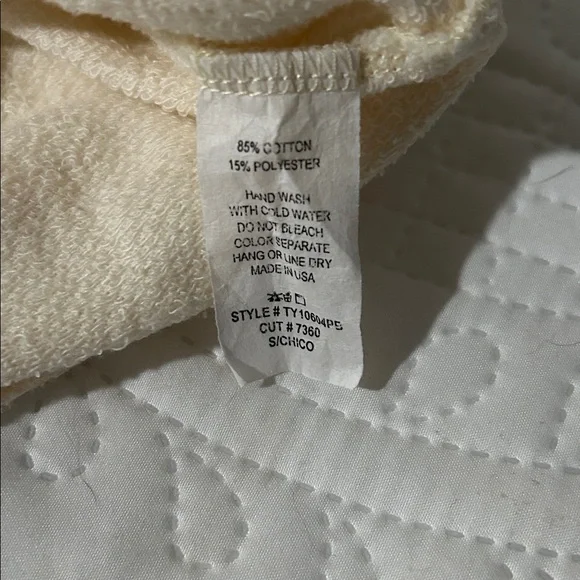 85% COTTON
15% POLYESTER
HAND WASH
WITH COLD WATER
DO NOT BLEACH
COLOR SEPARATE
HANG OR LINE DRY
MADE IN USA
STYLE # TY10604PB
CUT # 7360
S/CHICO